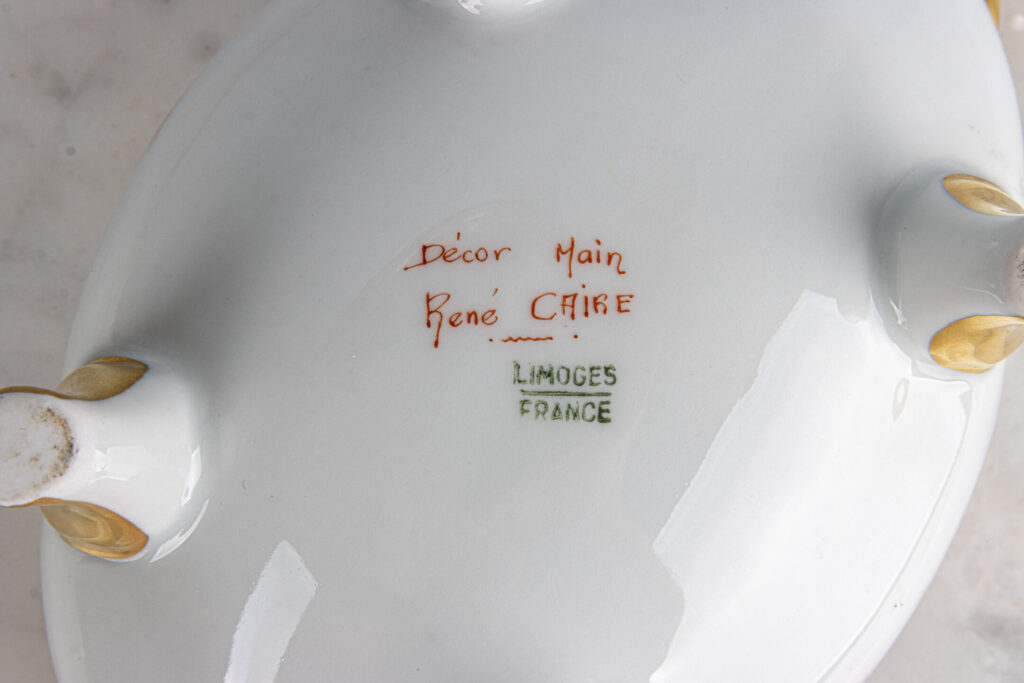 Décor Main
René CAIRE
LIMOGES
FRANCE